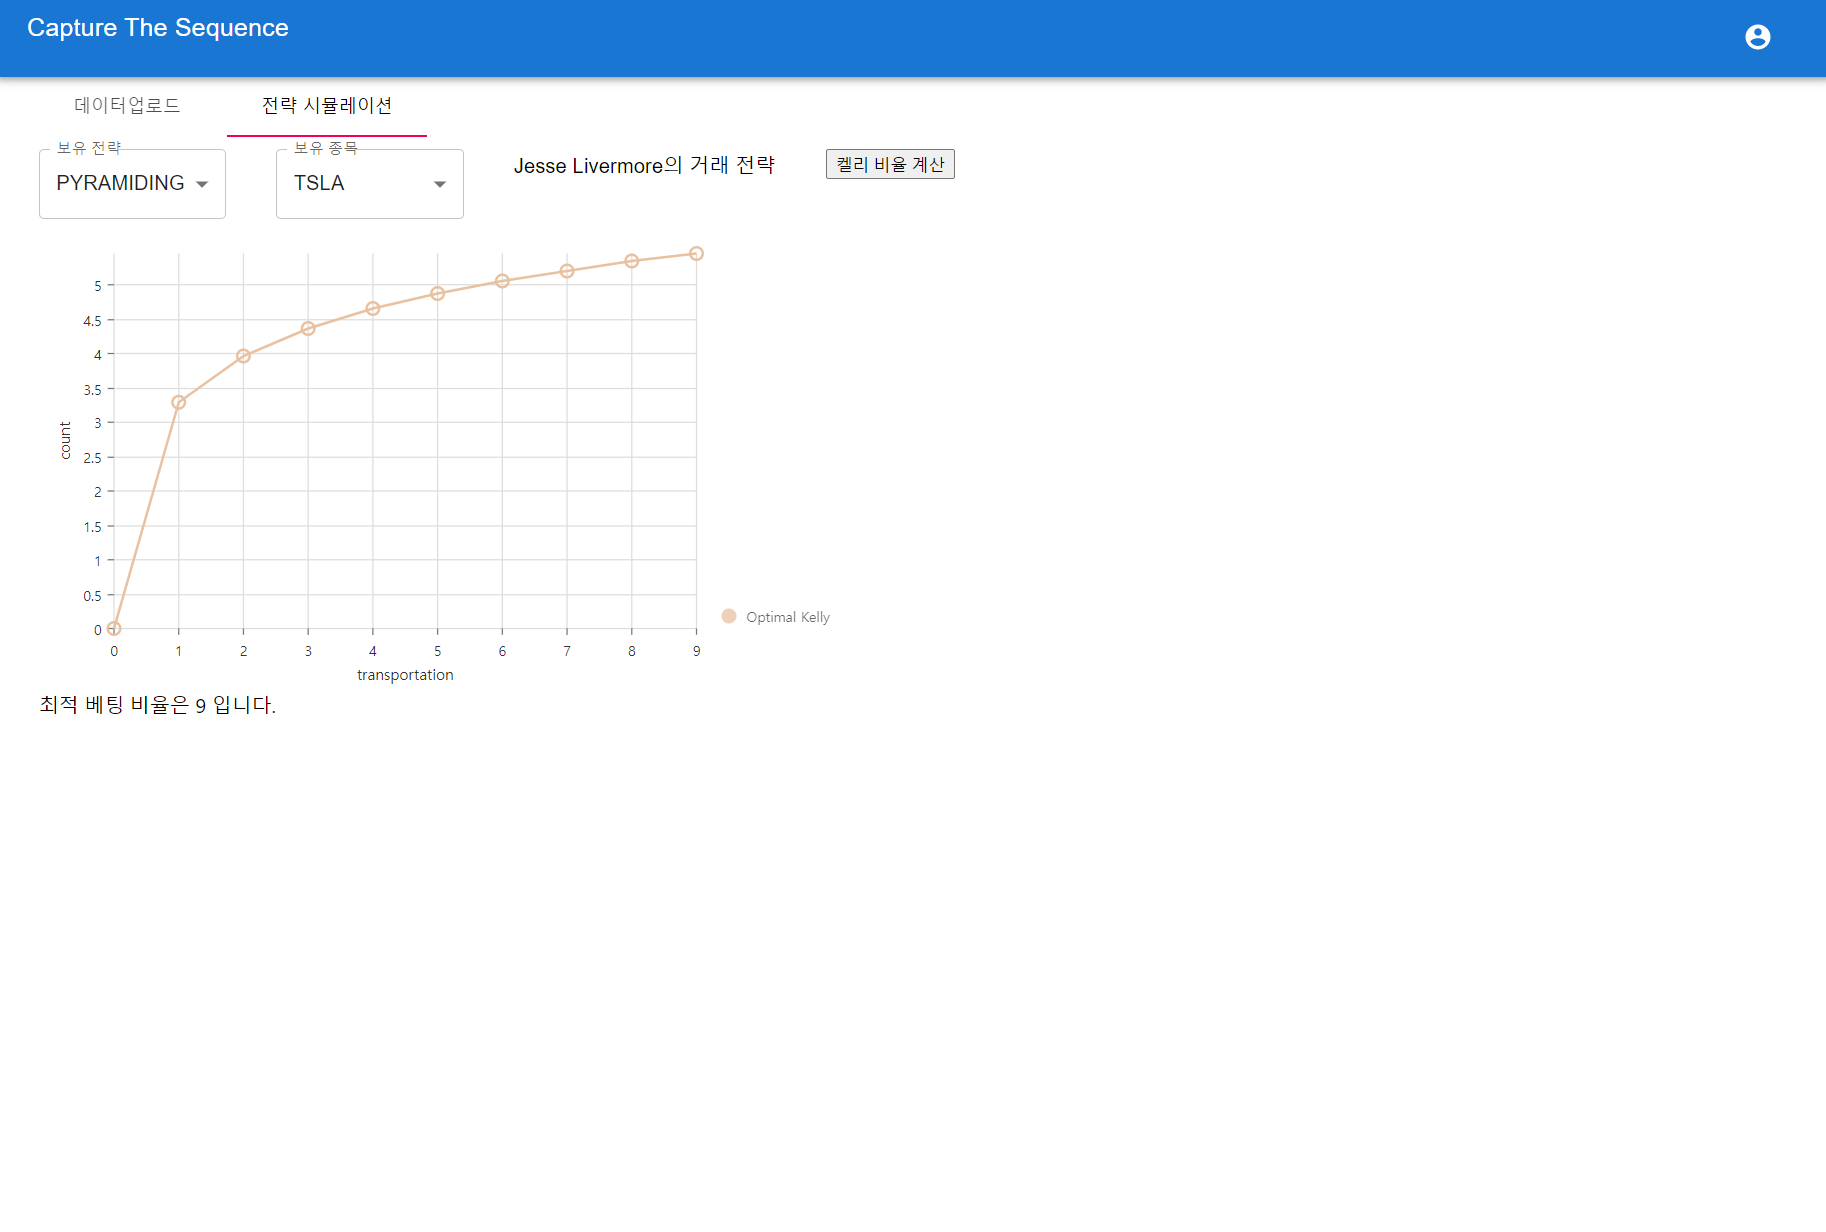 Capture The Sequence
데이터업로드 전략 시뮬레이션
보유 전략 보유 종목
PYRAMIDING TSLA Jesse Livermore의 거래 전략 켈리 비율 계산
5
4.5
4
3.5
3
2.5
2
1.5
1
0.5
0
count
0 1 2 3 4 5 6 7 8 9
transportation
Optimal Kelly
최적 베팅 비율은 9 입니다.